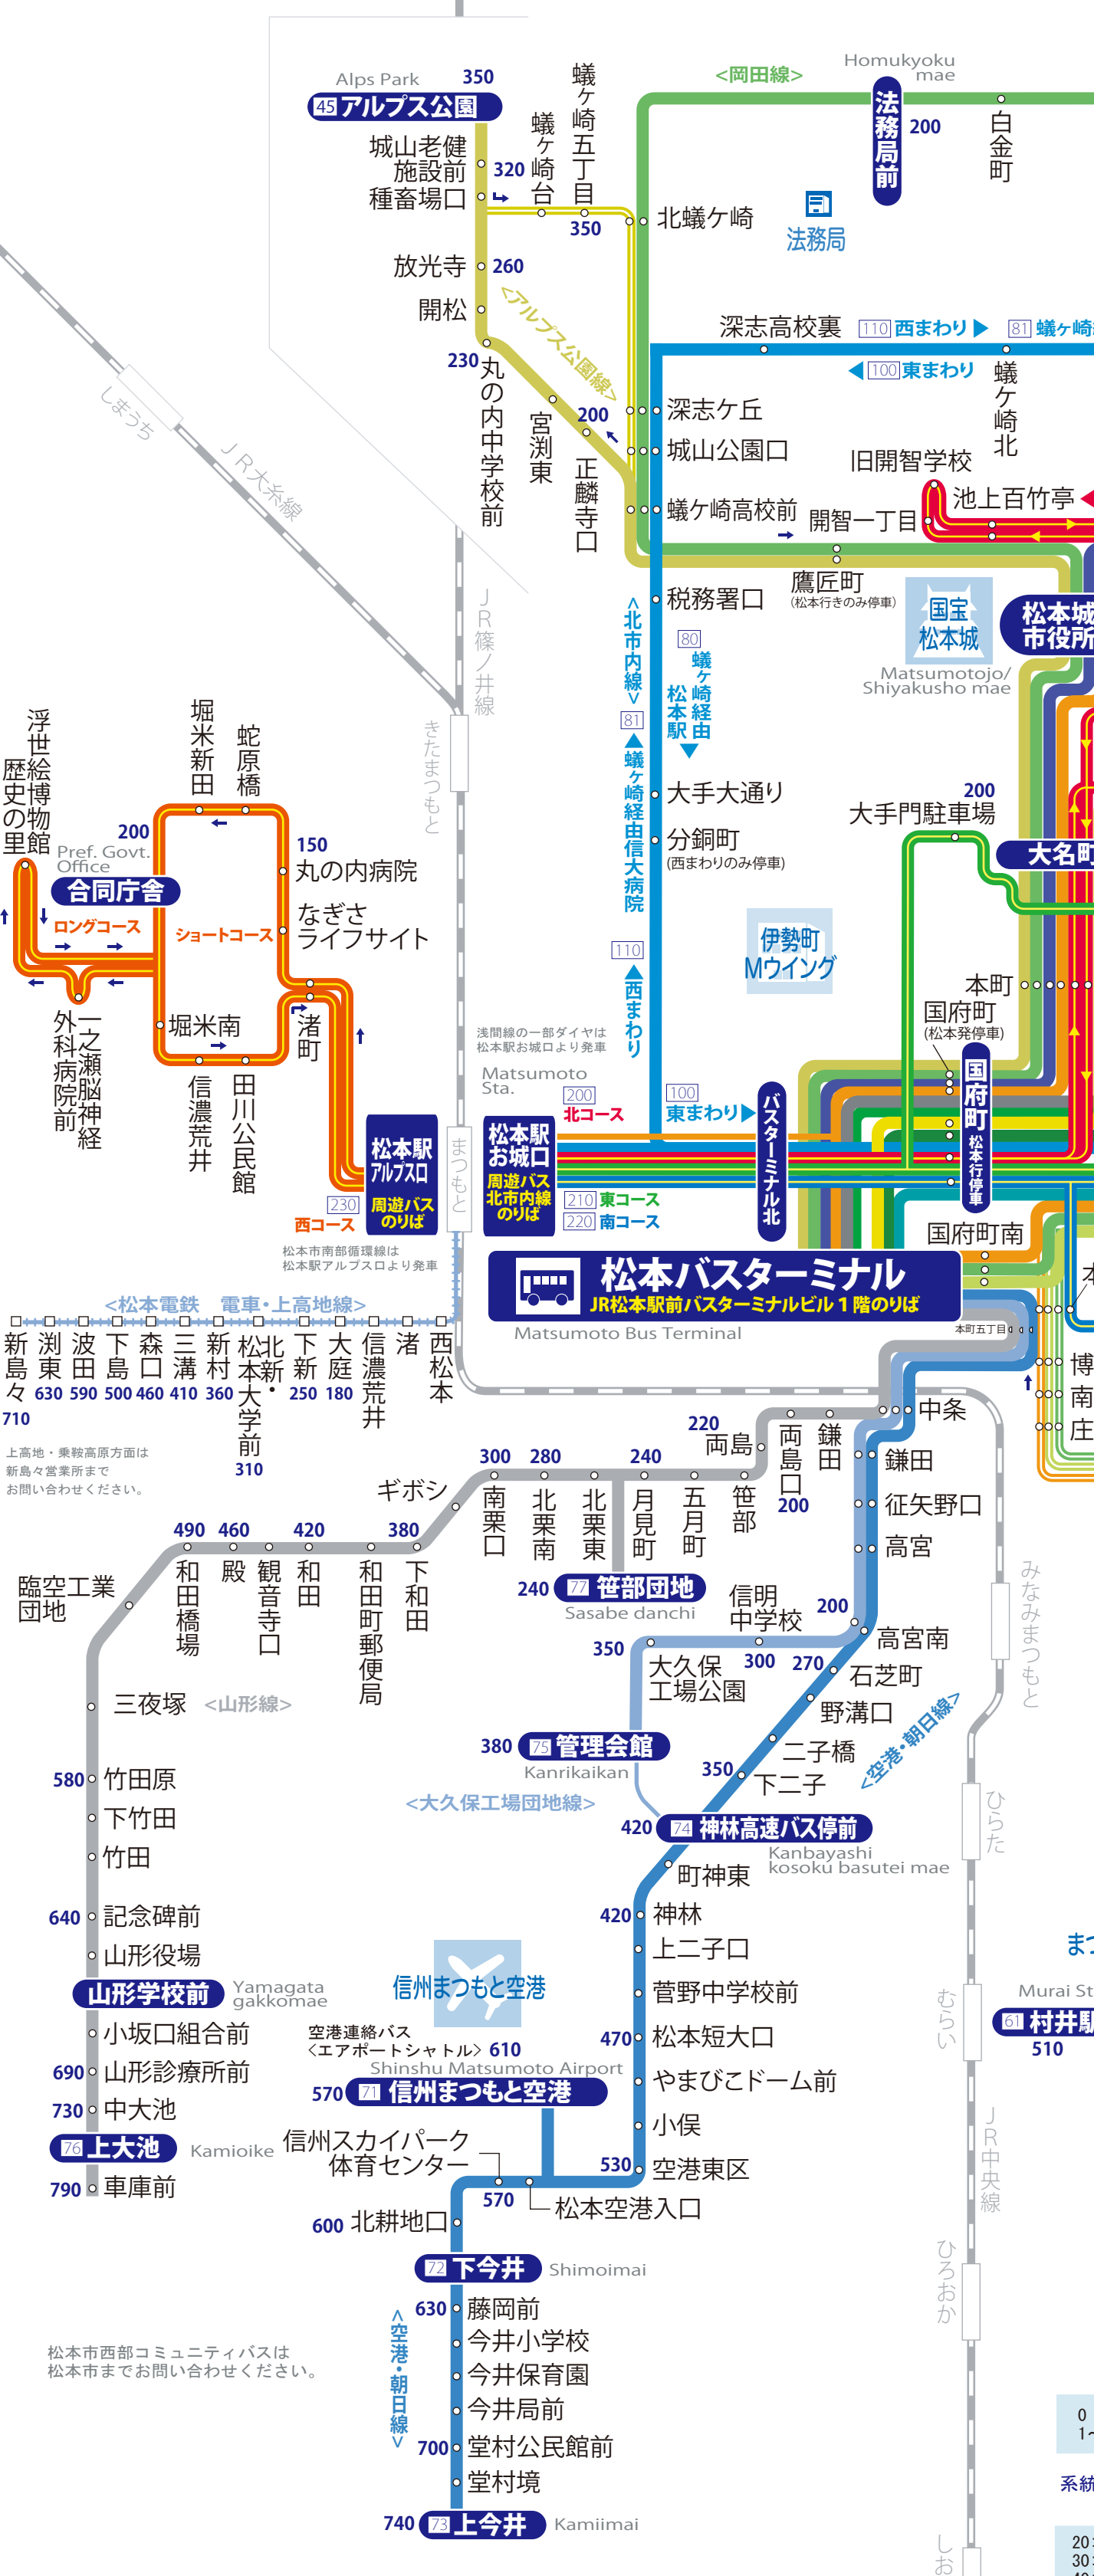 Alps Park
350
45 アルプス公園
城山老健
施設前
320
種畜場口
蟻ヶ崎台
蟻ヶ崎五丁目
350
<岡田線>
Homukyoku
mae
法務局前
200
白金町
法務局
北蟻ケ崎
放光寺
260
開松
230
丸の内中学校前
<アルプス公園線>
宮渕東
200
正麟寺口
深志高校裏
110 西まわり
81 蟻ヶ崎
100 東まわり
蟻ケ崎北
深志ケ丘
城山公園口
蟻ケ崎高校前
旧開智学校
池上百竹亭
開智一丁目
鷹匠町
(松本行きのみ停車)
国宝
松本城
松本城
市役所
Matsumotojo/
Shiyakusho mae
しまうち
JR大糸線
JR篠ノ井線
きたまつもと
税務署口
<北市内線>
80
蟻ヶ崎経由
松本駅
81
蟻ヶ崎経由信大病院
大手大通り
分銅町
(西まわりのみ停車)
200
大手門駐車場
大名町
浮世絵博物館
歴史の里
堀米新田
蛇原橋
200
Pref. Govt.
Office
合同庁舎
150
丸の内病院
なぎさ
ライフサイト
ロングコース
ショートコース
一之瀬脳神経
外科病院前
堀米南
渚町
信濃荒井
田川公民館
伊勢町
Mウイング
110
西まわり
本町
国府町
(松本発停車)
国府町
松本行停車
浅間線の一部ダイヤは
松本駅お城口より発車
Matsumoto
Sta.
200
北コース
100
東まわり
バスターミナル北
松本駅
アルプス口
周遊バス
のりば
まつもと
松本駅
お城口
周遊バス
北市内線
のりば
230
西コース
210 東コース
220 南コース
松本市南部循環線は
松本駅アルプス口より発車
国府町南
松本バスターミナル
JR松本駅前バスターミナルビル1階のりば
Matsumoto Bus Terminal
本町五丁目
本
博
南
庄
<松本電鉄 電車・上高地線>
新島々
710
渕東
630
波田
590
下島
500
森口
460
三溝
410
新村
360
北新・
松本大学前
310
下新
250
大庭
180
信濃荒井
渚
西松本
上高地・乗鞍高原方面は
新島々営業所まで
お問い合わせください。
中条
鎌田
両島口
200
220
両島
笹部
五月町
240
月見町
北栗東
280
北栗南
300
南栗口
ギボシ
鎌田
征矢野口
高宮
240
77 笹部団地
Sasabe danchi
380
下和田
和田町郵便局
420
和田
観音寺口
460
殿
490
和田橋場
臨空工業
団地
三夜塚
<山形線>
580
竹田原
下竹田
竹田
640
記念碑前
山形役場
山形学校前
Yamagata
gakkomae
小坂口組合前
690
山形診療所前
730
中大池
76 上大池
Kamioike
790
車庫前
信明
中学校
300
200
高宮南
350
大久保
工場公園
270
石芝町
野溝口
二子橋
350
下二子
<空港・朝日線>
380
75 管理会館
Kanrikaikan
<大久保工場団地線>
420
74 神林高速バス停前
Kanbayashi
kosoku basutei mae
町神東
420
神林
上二子口
菅野中学校前
470
松本短大口
やまびこドーム前
小俣
530
空港東区
信州まつもと空港
空港連絡バス
<エアポートシャトル> 610
Shinshu Matsumoto Airport
570
71 信州まつもと空港
信州スカイパーク
体育センター
570
松本空港入口
600
北耕地口
72 下今井
Shimoimai
630
藤岡前
今井小学校
今井保育園
今井局前
700
堂村公民館前
堂村境
<空港・朝日線>
740
73 上今井
Kamiimai
松本市西部コミュニティバスは
松本市までお問い合わせください。
みなみまつもと
ひらた
むらい
JR中央線
ひろおか
しお
まつ
Murai St
61 村井駅
510
0
1~
系統
20:
30: